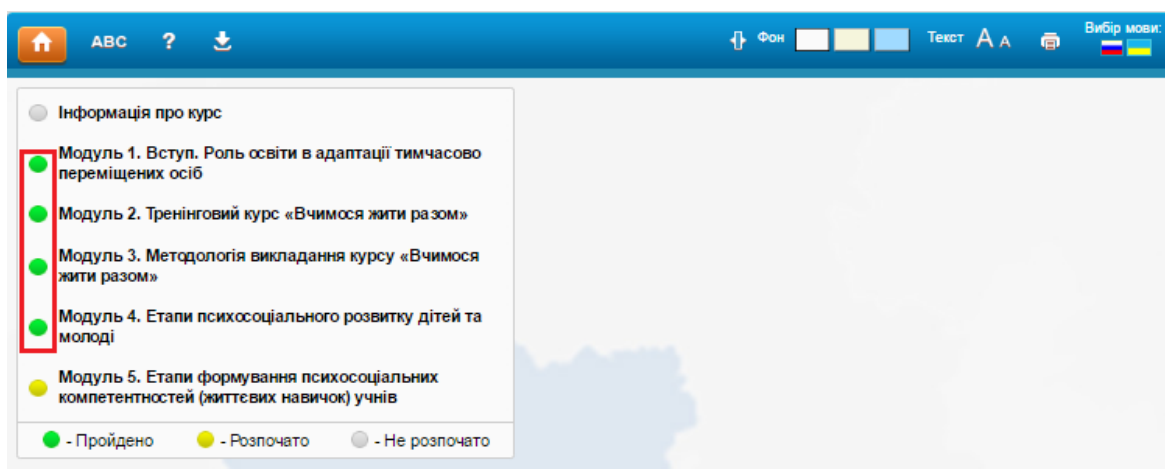 ABC ? Фон Текст A A Вибір мови:
Інформація про курс
Модуль 1. Вступ. Роль освіти в адаптації тимчасово
переміщених осіб
Модуль 2. Тренінговий курс «Вчимося жити разом»
Модуль 3. Методологія викладання курсу «Вчимося
жити разом»
Модуль 4. Етапи психосоціального розвитку дітей та
молоді
Модуль 5. Етапи формування психосоціальних
компетентностей (життєвих навичок) учнів
- Пройдено - Розпочато - Не розпочато